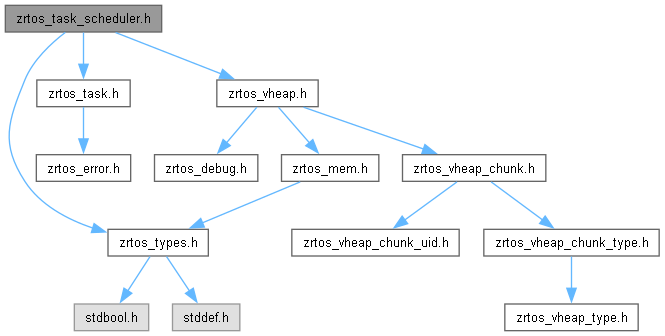 zrtos_task_scheduler.h
zrtos_task.h
zrtos_vheap.h
zrtos_error.h
zrtos_debug.h
zrtos_mem.h
zrtos_vheap_chunk.h
zrtos_types.h
zrtos_vheap_chunk_uid.h
zrtos_vheap_chunk_type.h
stdbool.h
stddef.h
zrtos_vheap_type.h